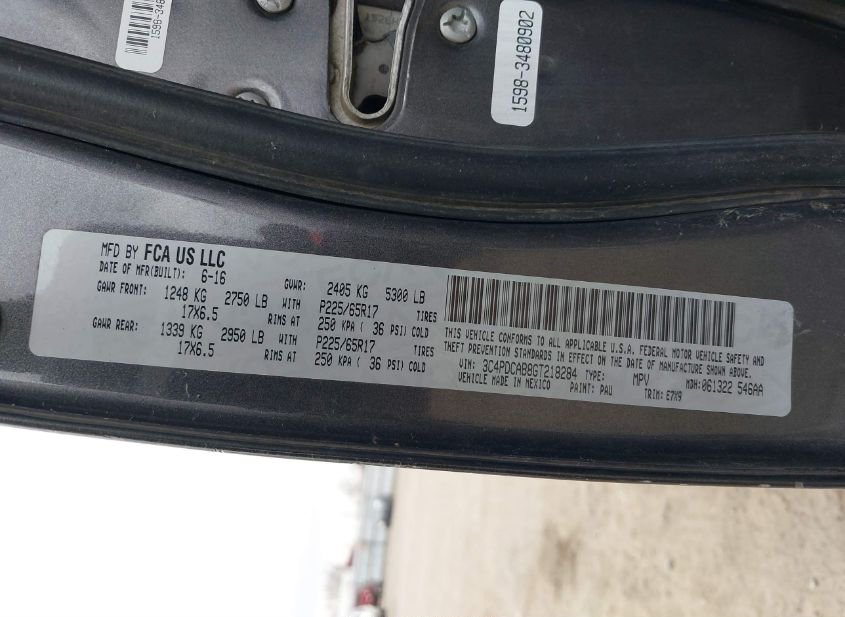 1598-348
1598-3480902
MFD BY FCA US LLC
DATE OF MFR(BUILT): 6-16 GVWR: 2405 KG 5300 LB
GAWR FRONT: 1248 KG 2750 LB WITH P225/65R17 TIRES
17X6.5 RIMS AT 250 KPA ( 36 PSI) COLD
GAWR REAR: 1339 KG 2950 LB WITH P225/65R17 TIRES
17X6.5 RIMS AT 250 KPA ( 36 PSI) COLD
THIS VEHICLE CONFORMS TO ALL APPLICABLE U.S.A. FEDERAL MOTOR VEHICLE SAFETY AND
THEFT PREVENTION STANDARDS IN EFFECT ON THE DATE OF MANUFACTURE SHOWN ABOVE.
VIN: 3C4PDCAB8GT218284 TYPE: MPV MDH: 061322 546AA
VEHICLE MADE IN MEXICO PAINT: PAU TRIM: E7X9